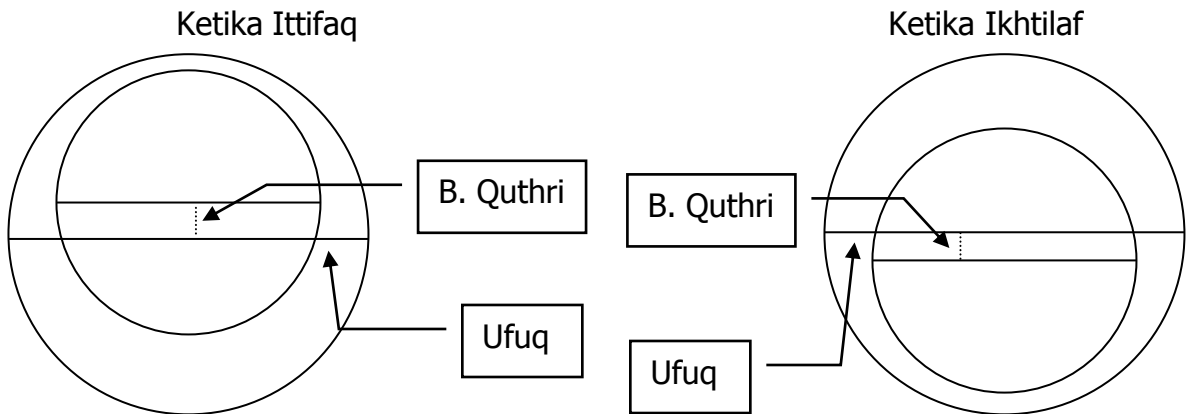 Ketika Ittifaq
B. Quthri
Ufuq
Ketika Ikhtilaf
B. Quthri
Ufuq